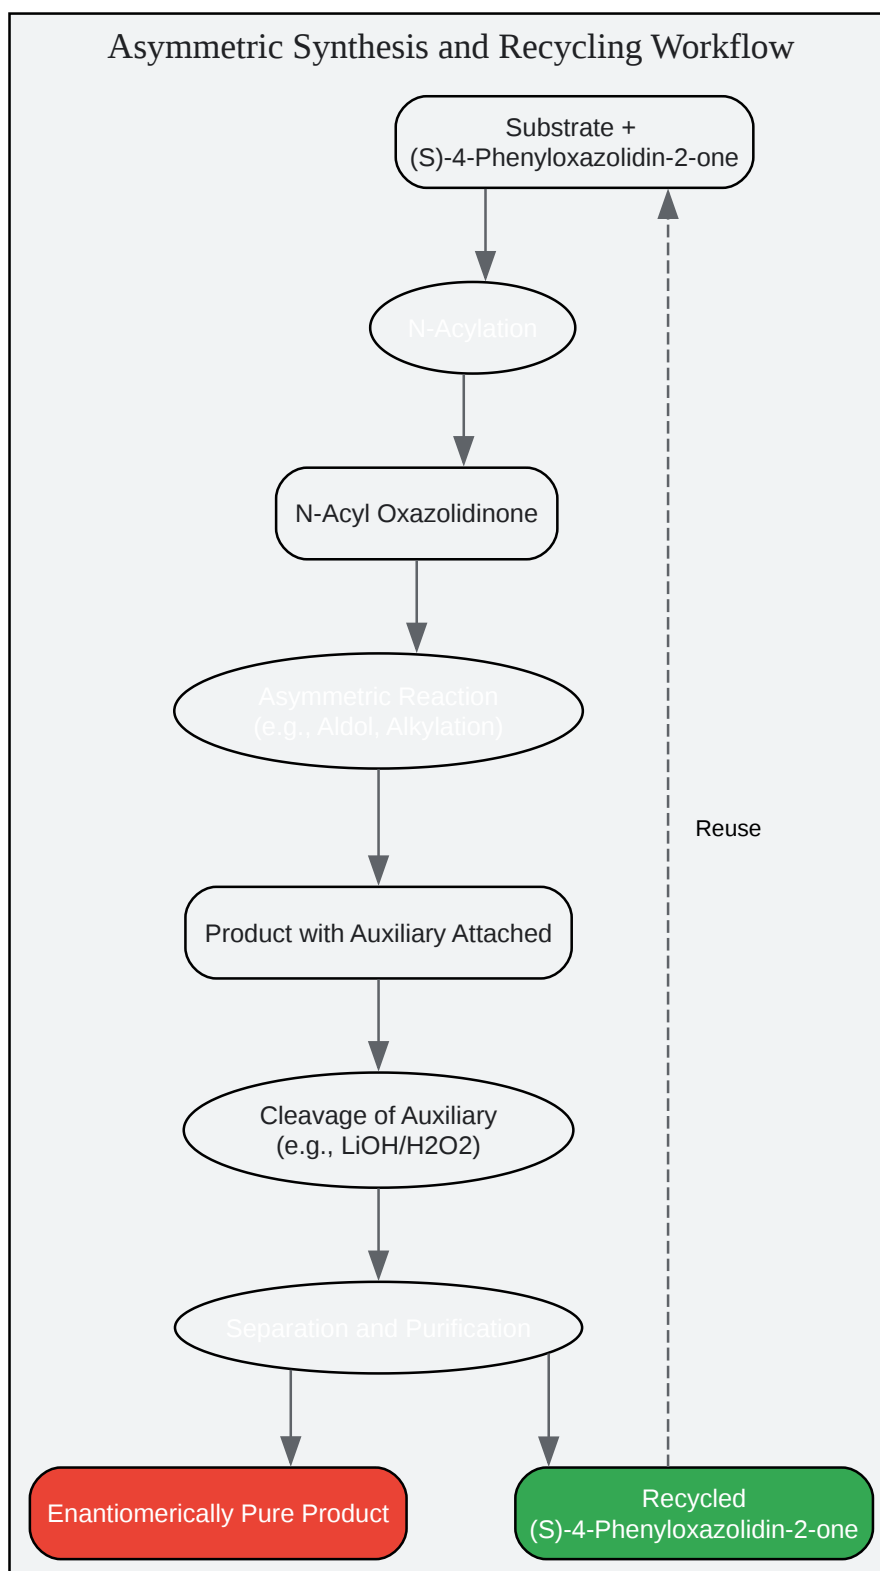 Asymmetric Synthesis and Recycling Workflow
Substrate +
(S)-4-Phenyloxazolidin-2-one
N-Acylation
N-Acyl Oxazolidinone
Asymmetric Reaction
(e.g., Aldol, Alkylation)
Reuse
Product with Auxiliary Attached
Cleavage of Auxiliary
(e.g., LiOH/H2O2)
Separation and Purification
Enantiomerically Pure Product
Recycled
(S)-4-Phenyloxazolidin-2-one